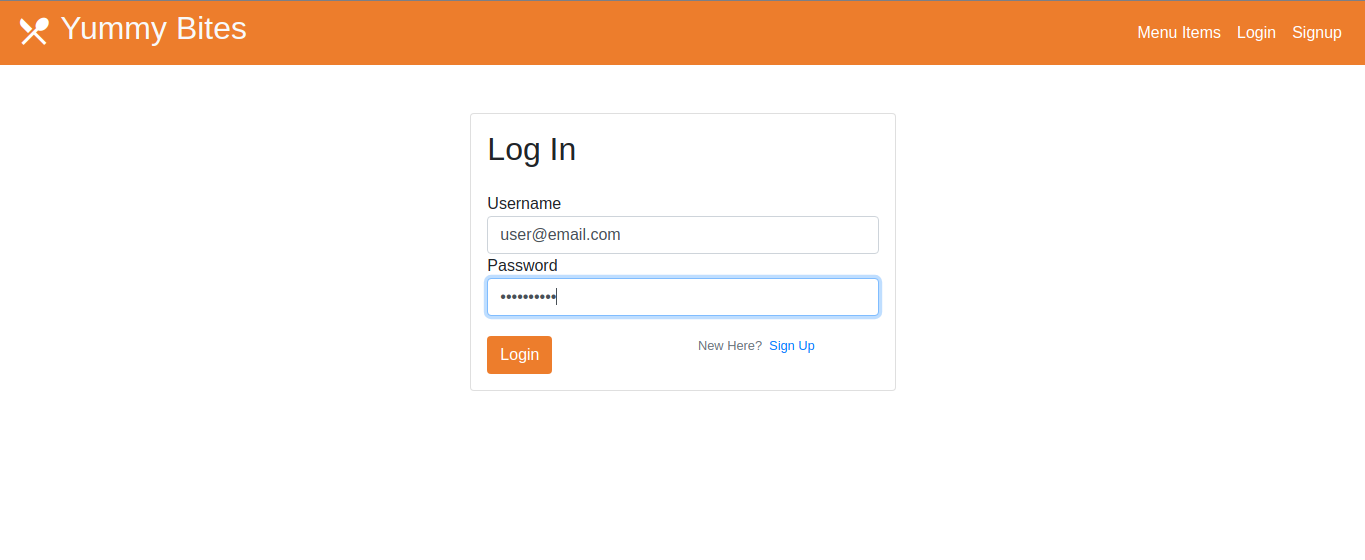 Yummy Bites
Menu Items Login Signup
Log In
Username
user@email.com
Password
••••••••••
Login
New Here? Sign Up